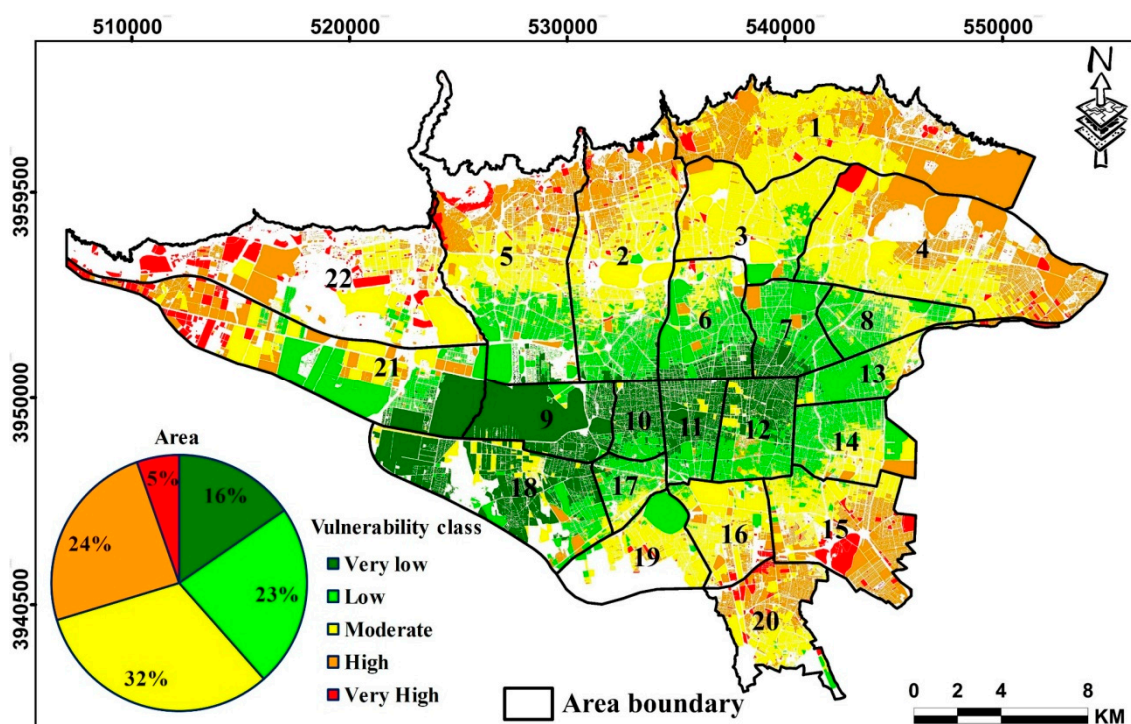 510000 520000 530000 540000 550000
N
3959500
3950000
3940500
1
2
3
4
5
6
7
8
9
10
11
12
13
14
15
16
17
18
19
20
21
22
Area
5%
16%
24%
23%
32%
Vulnerability class
Very low
Low
Moderate
High
Very High
Area boundary
0 2 4 8
KM